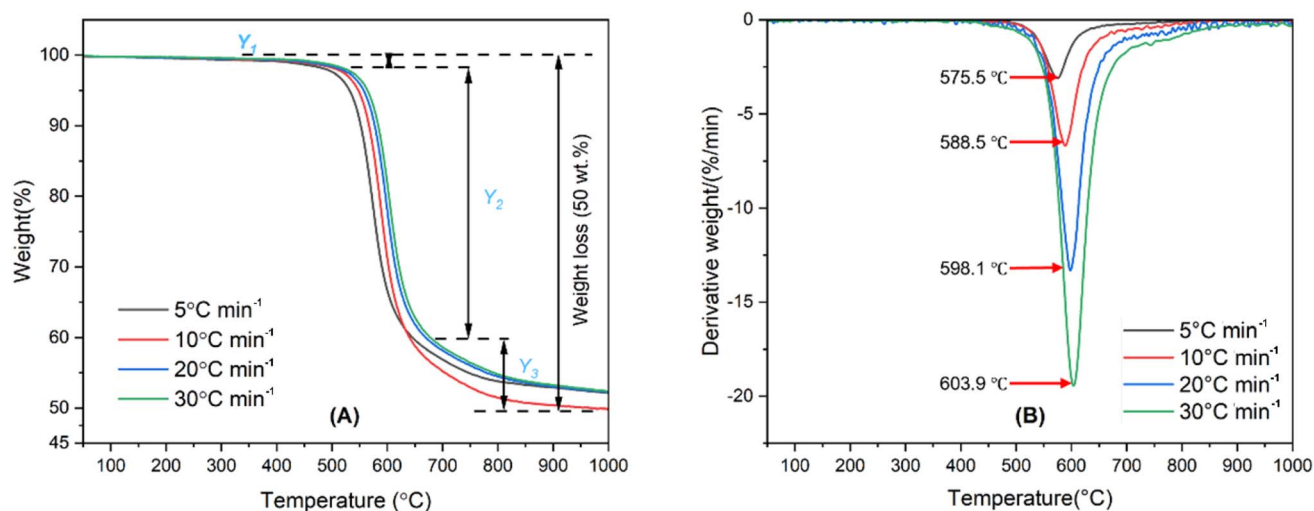 Y1
100
90
80
70
60
50
45
Weight(%)
Y2
Y3
Weight loss (50 wt.%)
5°C min-1
10°C min-1
20°C min-1
30°C min-1
(A)
100 200 300 400 500 600 700 800 900 1000
Temperature (°C)
0
-5
-10
-15
-20
Derivative weight/(%/min)
575.5 ℃
588.5 ℃
598.1 ℃
603.9 ℃
5°C min-1
10°C min-1
20°C min-1
30°C min-1
(B)
100 200 300 400 500 600 700 800 900 1000
Temperature(°C)